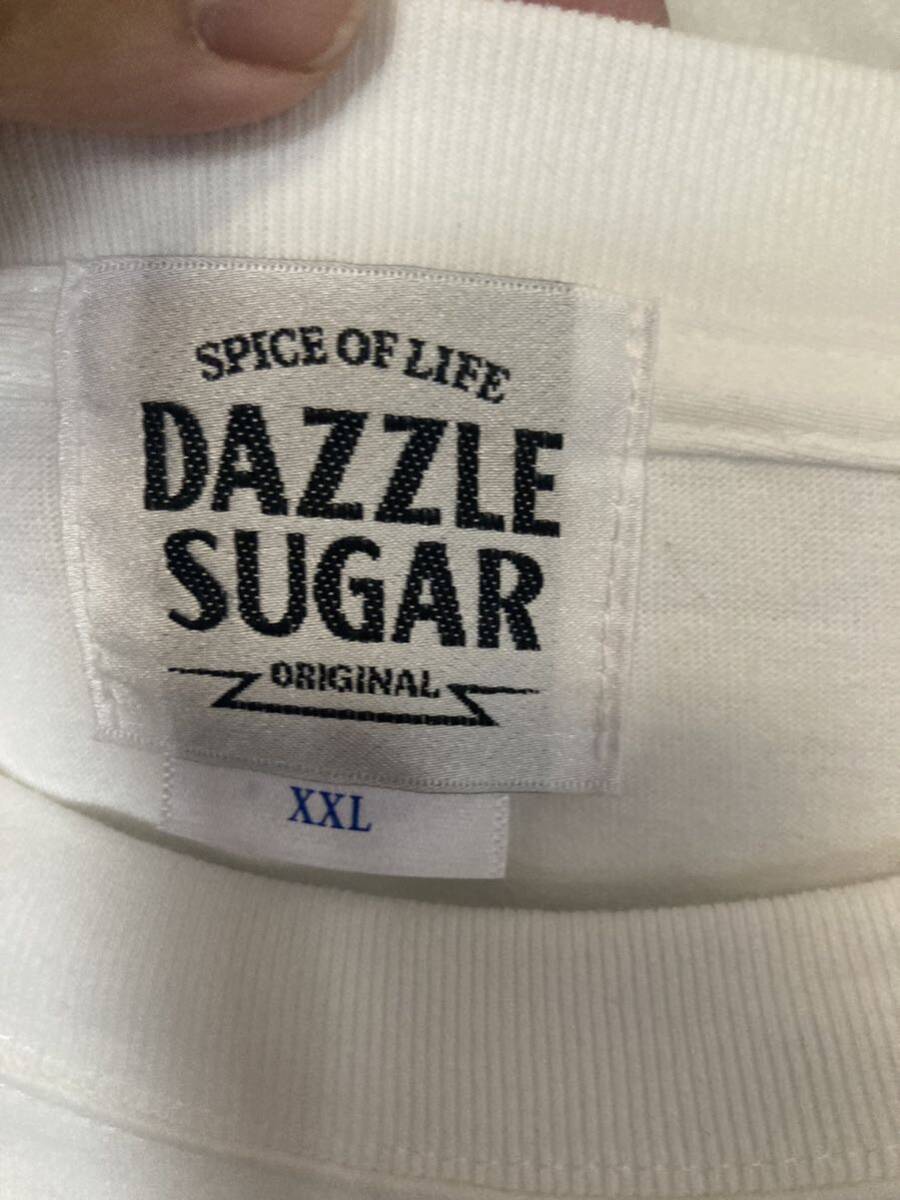 SPICE OF LIFE
DAZZLE
SUGAR
ORIGINAL
XXL